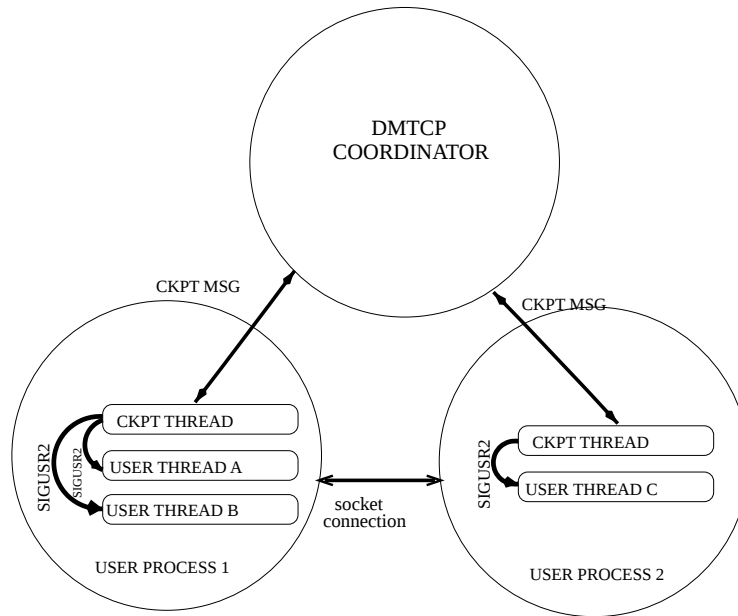 DMTCP
COORDINATOR
CKPT MSG
CKPT MSG
CKPT THREAD
SIGUSR2
SIGUSR2
USER THREAD A
USER THREAD B
USER PROCESS 1
socket
connection
CKPT THREAD
SIGUSR2
USER THREAD C
USER PROCESS 2